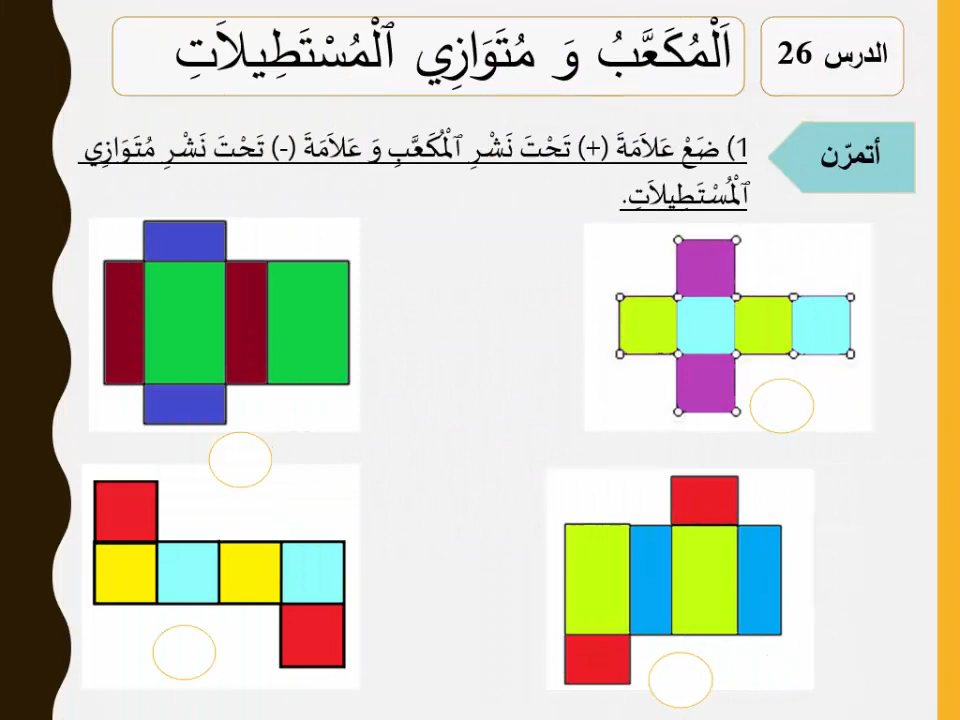 الدرس 26
اَلْمُكَعَّبُ وَ مُتَوَازِي ٱلْمُسْتَطِيلاَتِ
أتمرّن
1) ضَعْ عَلاَمَةَ (+) تَحْتَ نَشْرِ ٱلْمُكَعَّبِ وَ عَلاَمَةَ (-) تَحْتَ نَشْرِ مُتَوَازِي
ٱلْمُسْتَطِيلاَتِ.